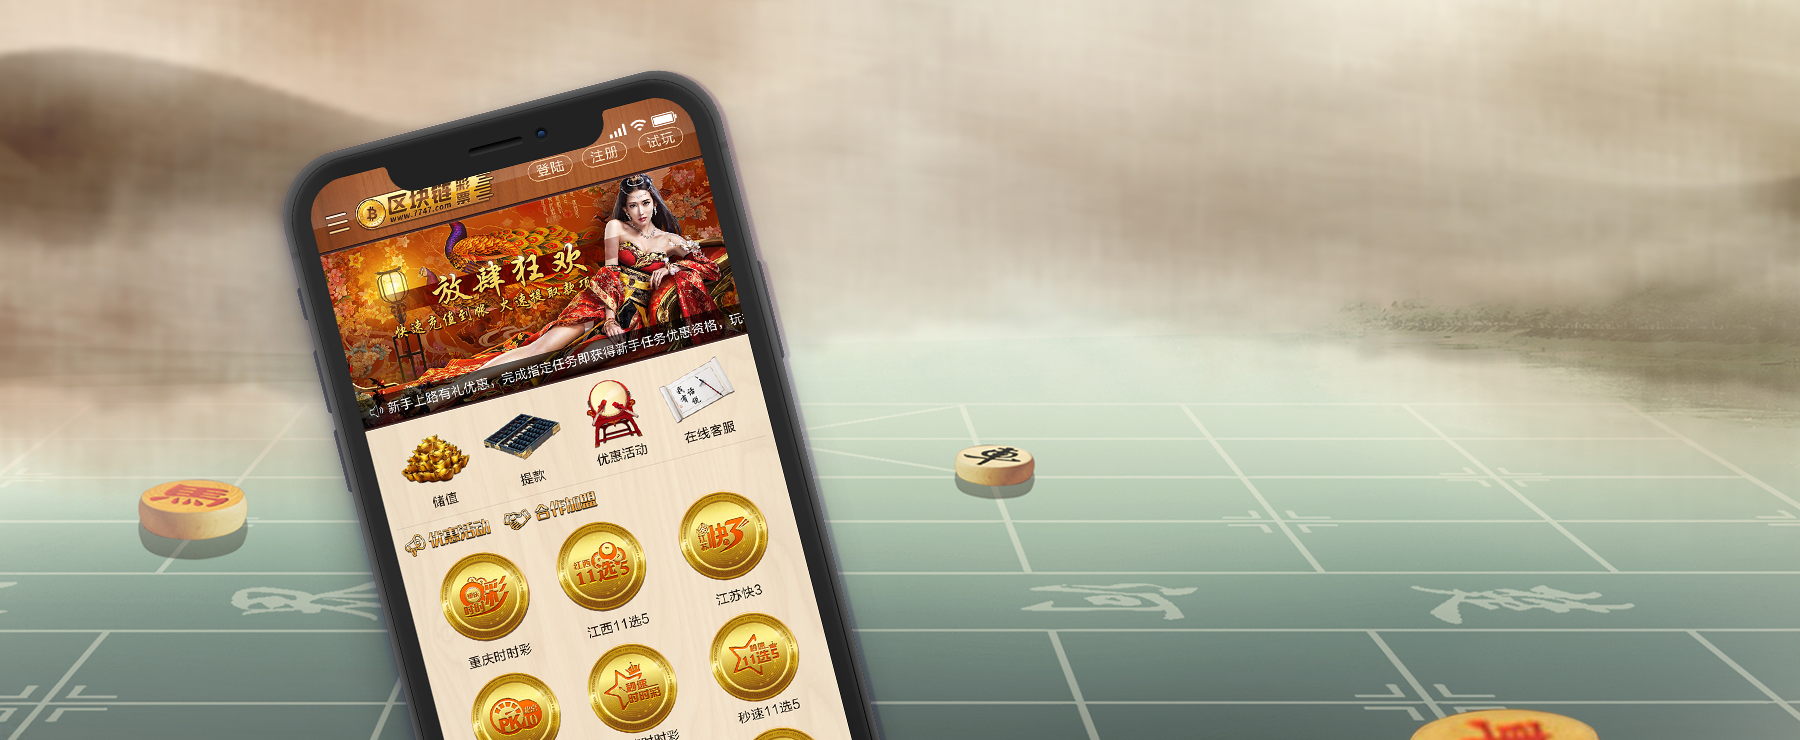 登陆 注册 试玩
区块链彩票
www.7747.com
放肆狂欢
快速充值到账 火速提取款项
新手上路有礼优惠，完成指定任务即获得新手任务优惠资格，玩
我有话说
储值 提款 优惠活动 在线客服
优惠活动 合作加盟
时时彩
江西11选5
江苏快3
重庆时时彩 江西11选5 江苏快3
PK10
秒速时时彩
秒速11选5
时时彩 秒速11选5
馬
車
河